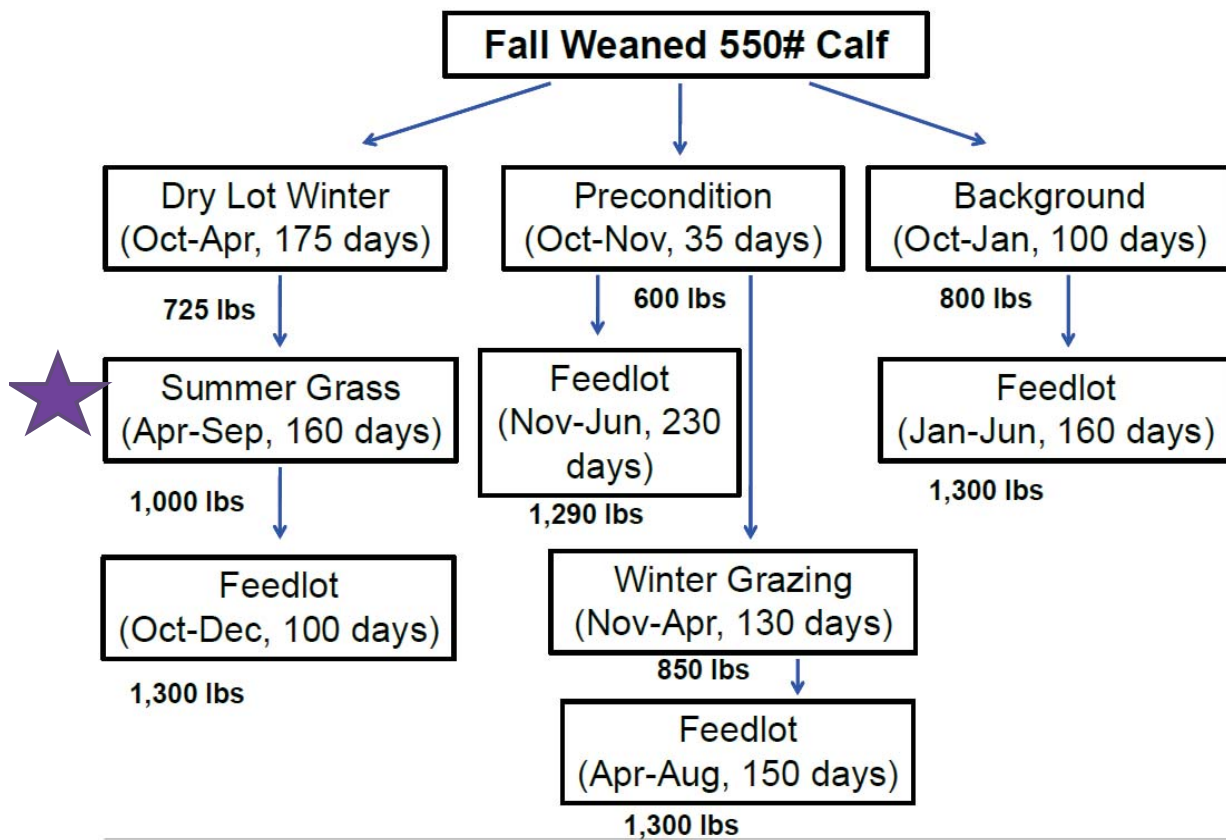 Fall Weaned 550# Calf
Dry Lot Winter
(Oct-Apr, 175 days)
725 lbs
Summer Grass
(Apr-Sep, 160 days)
1,000 lbs
Feedlot
(Oct-Dec, 100 days)
1,300 lbs
Precondition
(Oct-Nov, 35 days)
600 lbs
Feedlot
(Nov-Jun, 230
days)
1,290 lbs
Winter Grazing
(Nov-Apr, 130 days)
850 lbs
Feedlot
(Apr-Aug, 150 days)
1,300 lbs
Background
(Oct-Jan, 100 days)
800 lbs
Feedlot
(Jan-Jun, 160 days)
1,300 lbs